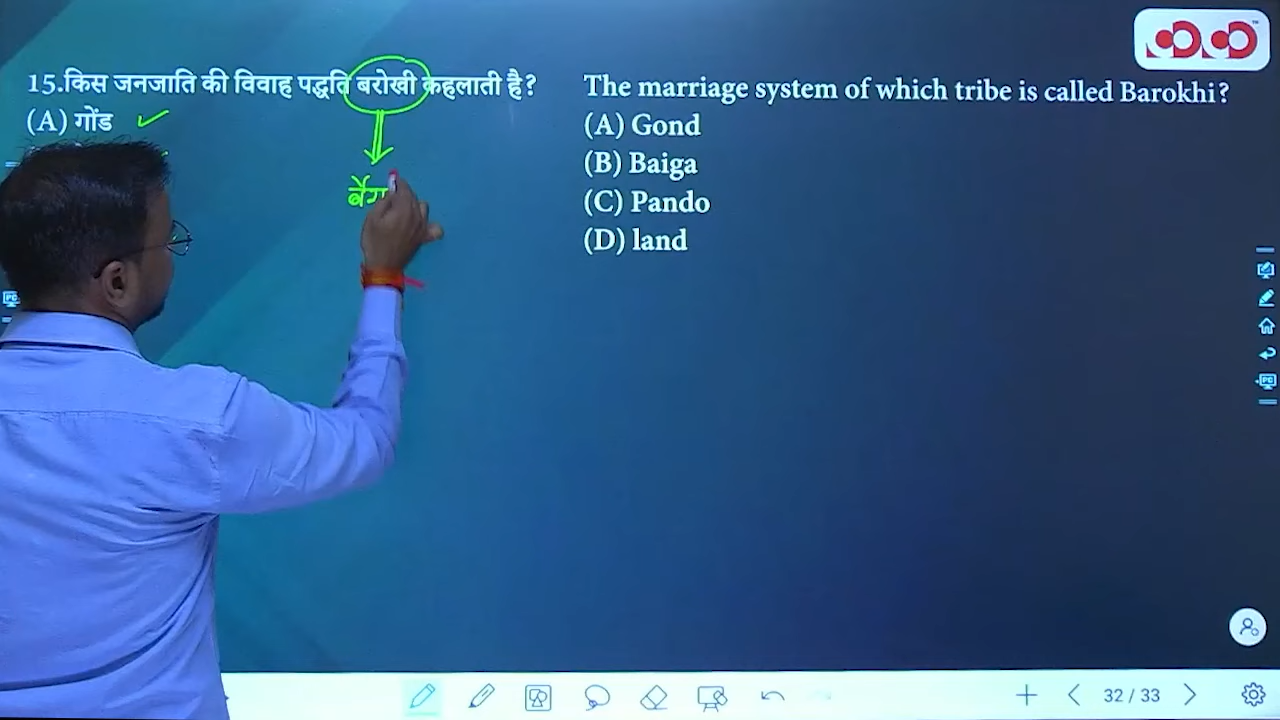 15.किस जनजाति की विवाह पद्धति बरोखी कहलाती है?
(A) गोंड
बैग
The marriage system of which tribe is called Barokhi?
(A) Gond
(B) Baiga
(C) Pando
(D) land
32 / 33